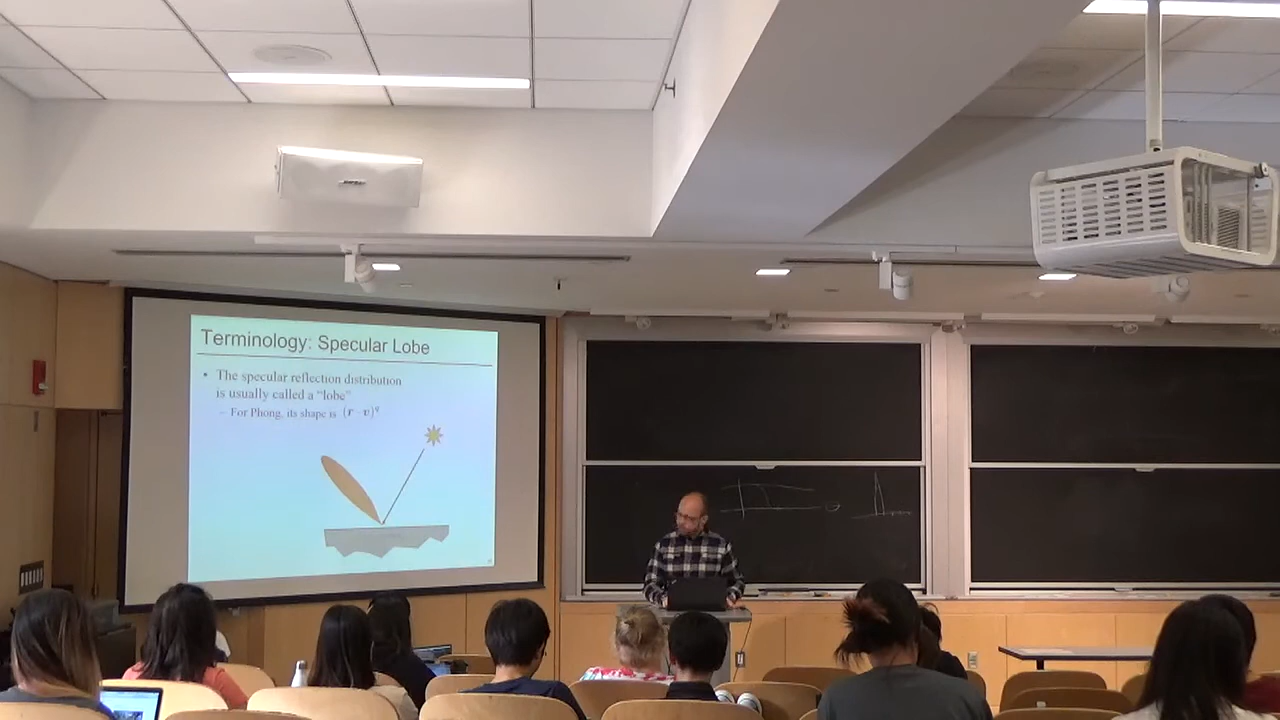 Terminology: Specular Lobe
• The specular reflection distribution
is usually called a "lobe"
– For Phong, its shape is (r · v)^q